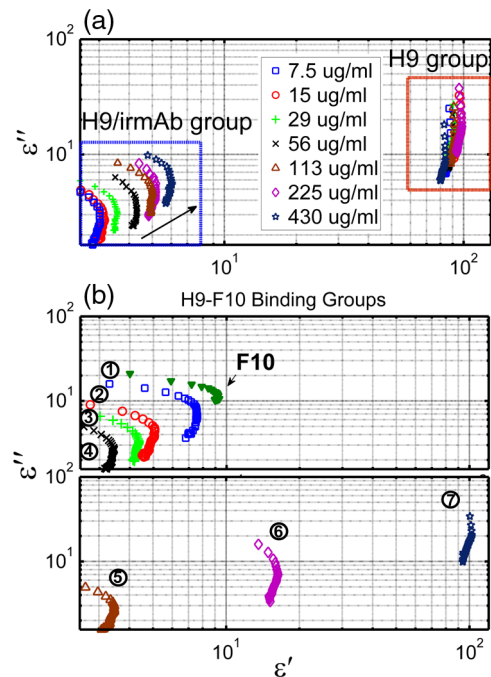 (a)
10²
H9/irmAb group
7.5 ug/ml
15 ug/ml
29 ug/ml
56 ug/ml
113 ug/ml
225 ug/ml
430 ug/ml
H9 group
ε''
10¹
10¹
10²
(b)
H9-F10 Binding Groups
10²
①
F10
②
③
④
ε''
10¹
10⁰
10²
⑦
⑥
10¹
⑤
10¹
10²
ε'